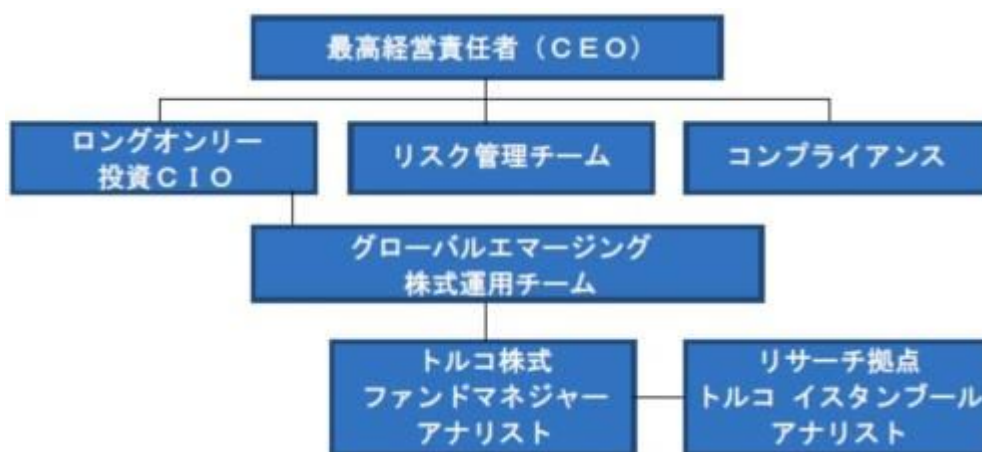 最高経営責任者（ＣＥＯ）
ロングオンリー
投資ＣＩＯ
リスク管理チーム
コンプライアンス
グローバルエマージング
株式運用チーム
トルコ株式
ファンドマネジャー
アナリスト
リサーチ拠点
トルコ イスタンブール
アナリスト